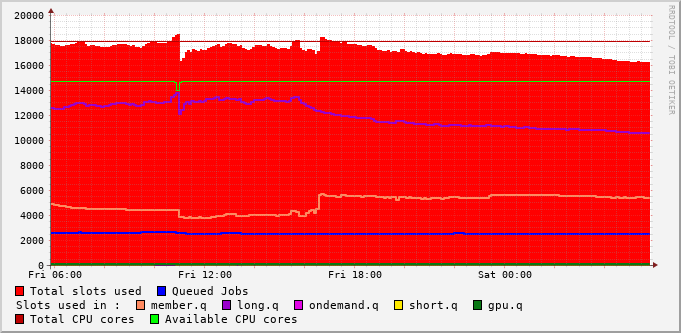 20000
18000
16000
14000
12000
10000
8000
6000
4000
2000
0
Fri 06:00 Fri 12:00 Fri 18:00 Sat 00:00
Total slots used Queued Jobs
Slots used in : member.q long.q ondemand.q short.q gpu.q
Total CPU cores Available CPU cores
RRDTOOL / TOBI OETIKER